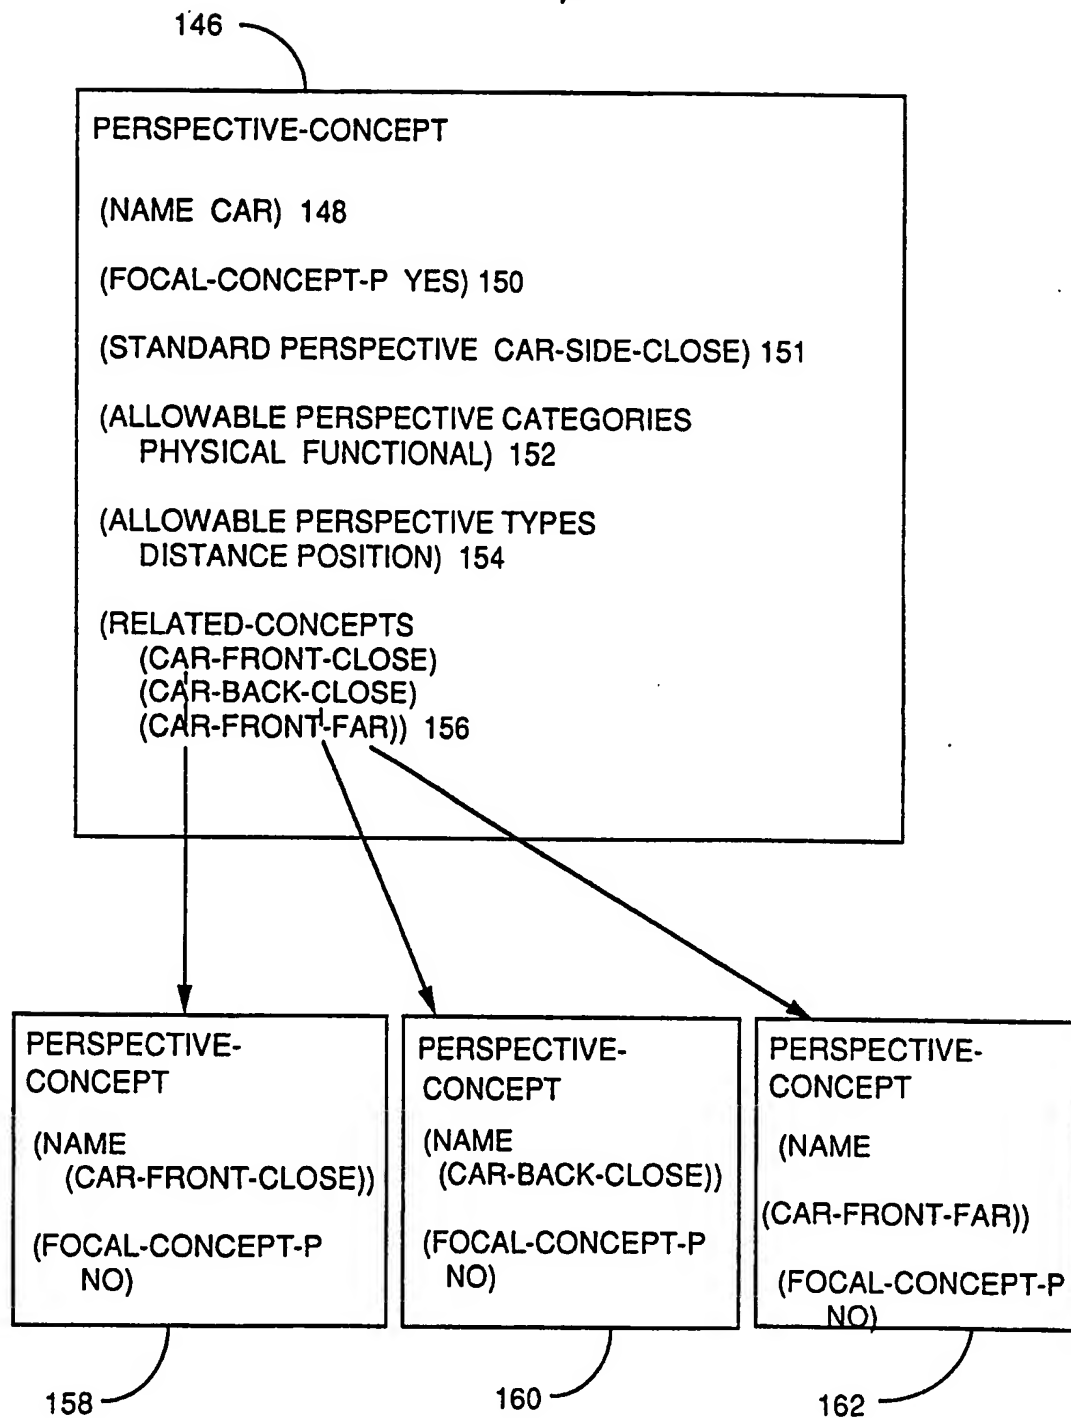 146
PERSPECTIVE-CONCEPT
(NAME CAR) 148
(FOCAL-CONCEPT-P YES) 150
(STANDARD PERSPECTIVE CAR-SIDE-CLOSE) 151
(ALLOWABLE PERSPECTIVE CATEGORIES
PHYSICAL FUNCTIONAL) 152
(ALLOWABLE PERSPECTIVE TYPES
DISTANCE POSITION) 154
(RELATED-CONCEPTS
(CAR-FRONT-CLOSE)
(CAR-BACK-CLOSE)
(CAR-FRONT-FAR)) 156
PERSPECTIVE-
CONCEPT
(NAME
(CAR-FRONT-CLOSE))
(FOCAL-CONCEPT-P
NO)
158
PERSPECTIVE-
CONCEPT
(NAME
(CAR-BACK-CLOSE))
(FOCAL-CONCEPT-P
NO)
160
PERSPECTIVE-
CONCEPT
(NAME
(CAR-FRONT-FAR))
(FOCAL-CONCEPT-P
NO)
162